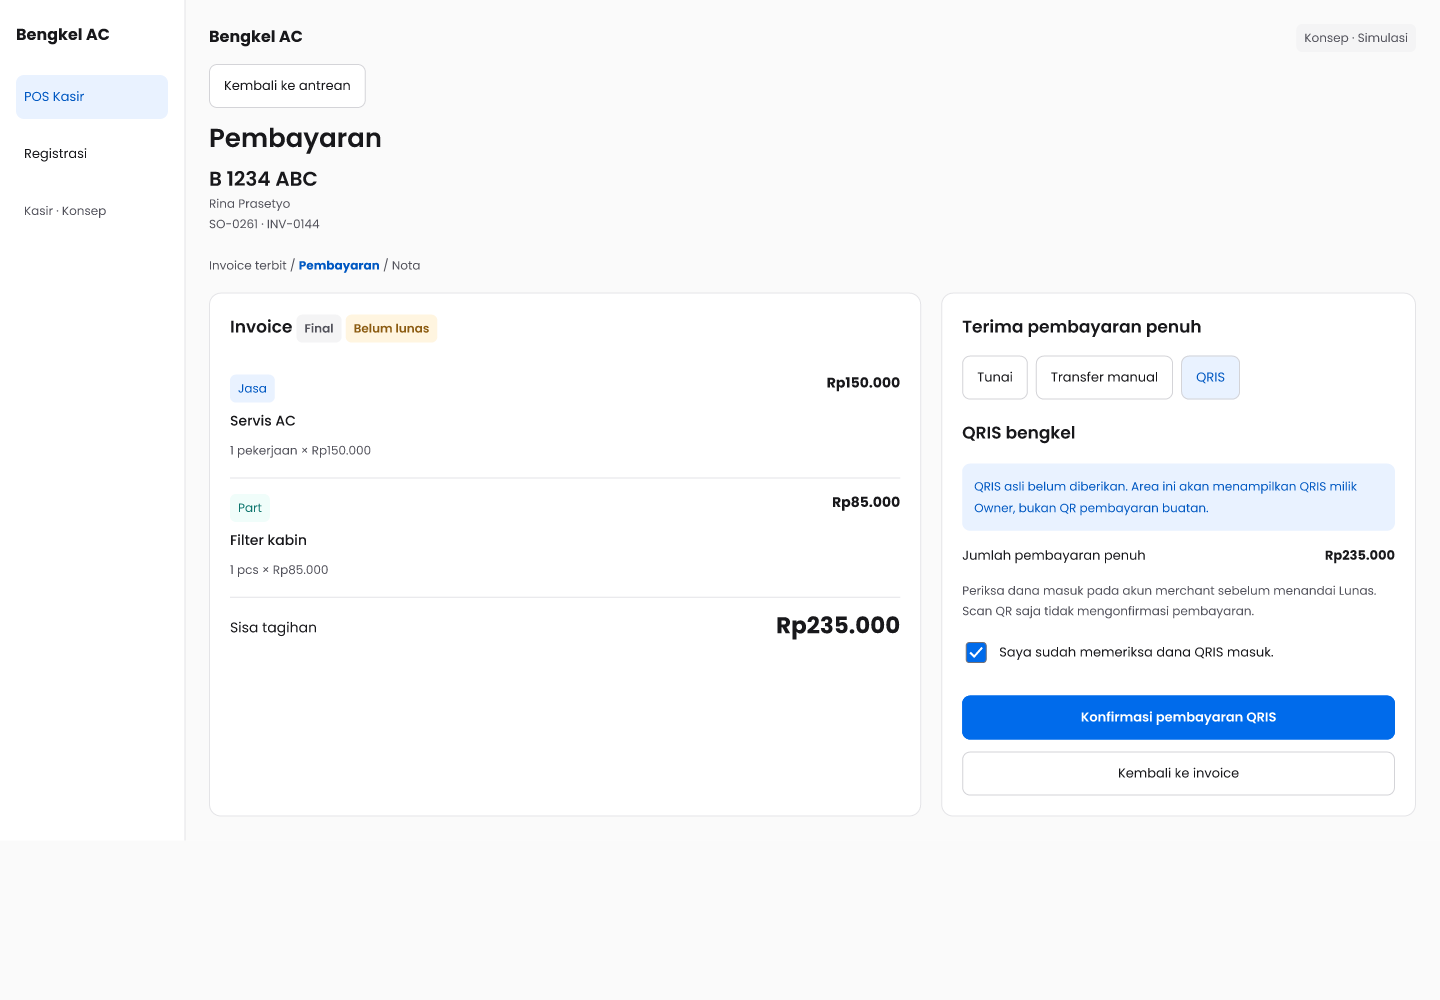 Bengkel AC
POS Kasir
Registrasi
Kasir · Konsep
Bengkel AC
Konsep · Simulasi
Kembali ke antrean
Pembayaran
B 1234 ABC
Rina Prasetyo
SO-0261 · INV-0144
Invoice terbit / Pembayaran / Nota
Invoice Final Belum lunas
Jasa Rp150.000
Servis AC
1 pekerjaan × Rp150.000
Part Rp85.000
Filter kabin
1 pcs × Rp85.000
Sisa tagihan Rp235.000
Terima pembayaran penuh
Tunai Transfer manual QRIS
QRIS bengkel
QRIS asli belum diberikan. Area ini akan menampilkan QRIS milik
Owner, bukan QR pembayaran buatan.
Jumlah pembayaran penuh Rp235.000
Periksa dana masuk pada akun merchant sebelum menandai Lunas.
Scan QR saja tidak mengonfirmasi pembayaran.
Saya sudah memeriksa dana QRIS masuk.
Konfirmasi pembayaran QRIS
Kembali ke invoice